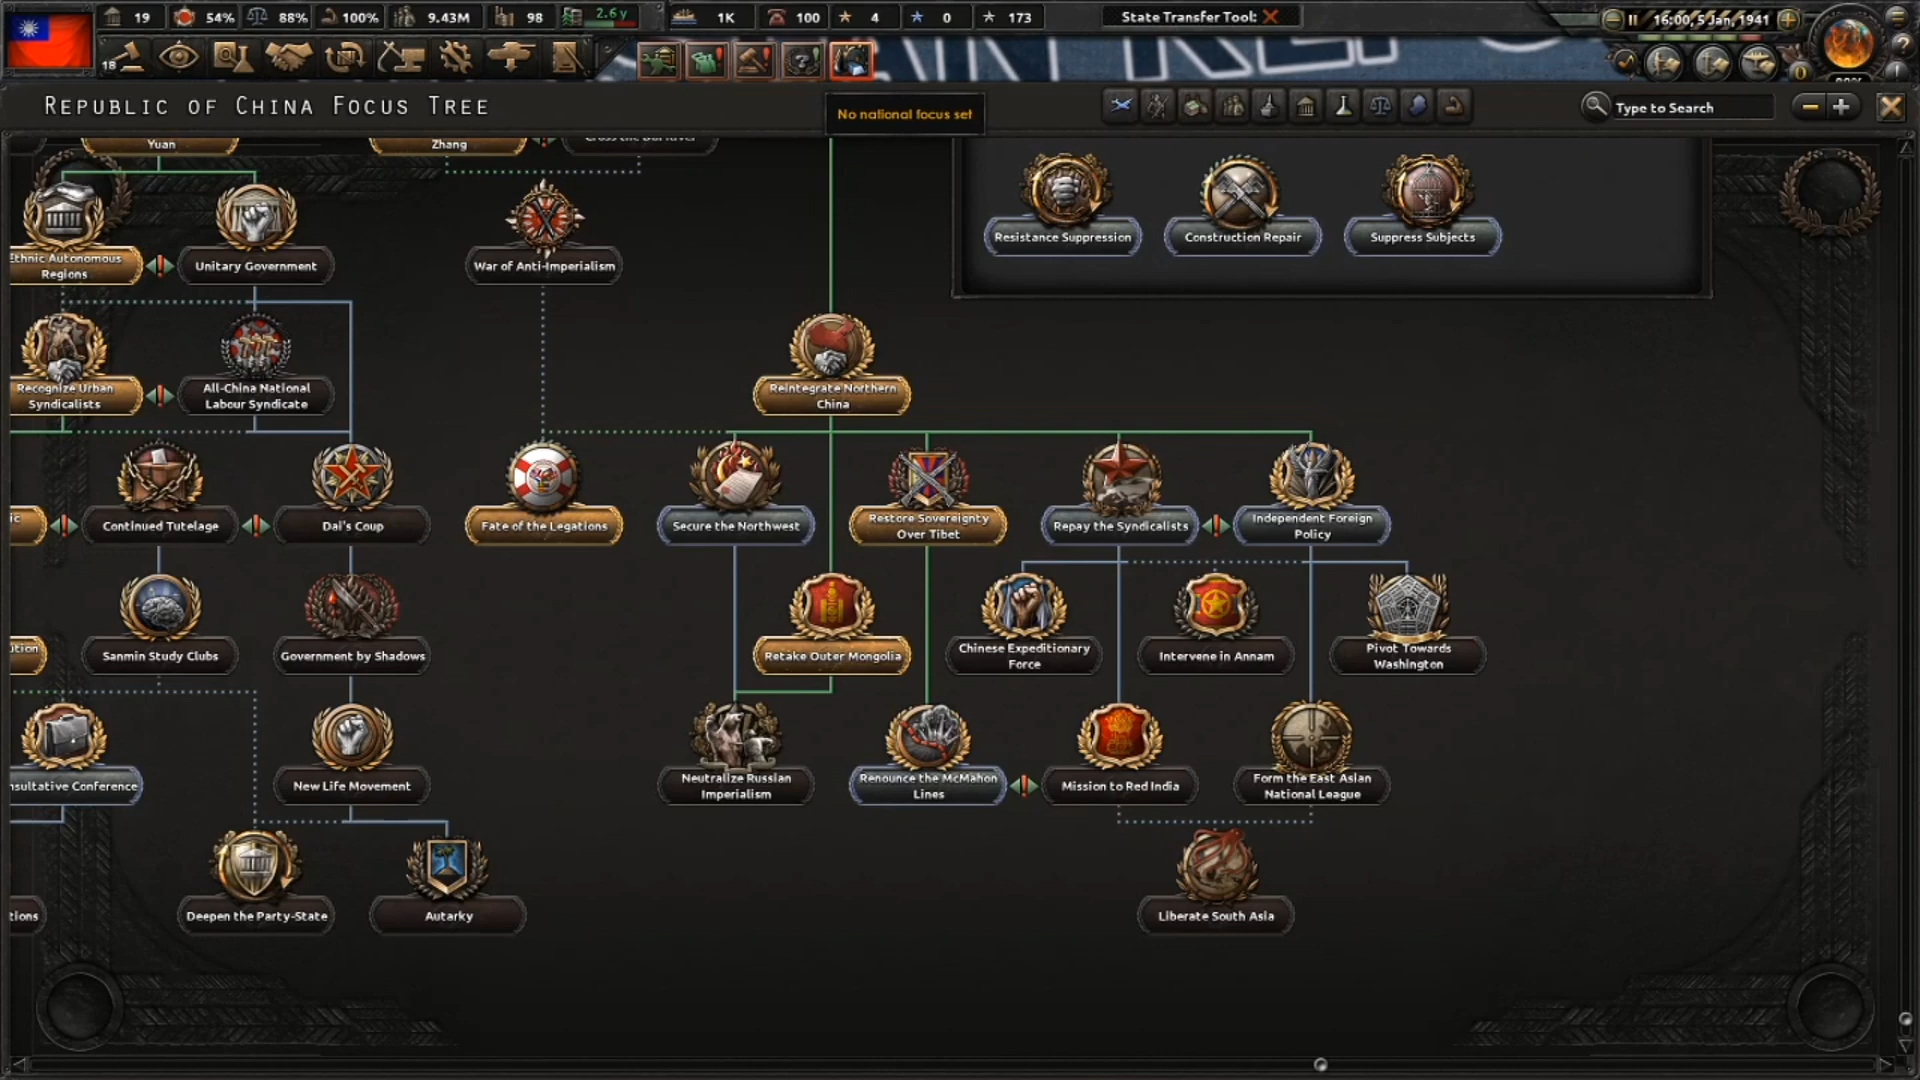 19
54%
88%
100%
9.43M
98
2.6 y
1K
100
4
0
173
State Transfer Tool:
16:00, 5 Jan, 1941
18
0
Republic of China Focus Tree
No national focus set
Type to Search
Yuan
Zhang
Resistance Suppression
Construction Repair
Suppress Subjects
Ethnic Autonomous
Regions
Unitary Government
War of Anti-Imperialism
Recognize Urban
Syndicalists
All-China National
Labour Syndicate
Reintegrate Northern
China
ic
Continued Tutelage
Dai's Coup
Fate of the Legations
Secure the Northwest
Restore Sovereignty
Over Tibet
Repay the Syndicalists
Independent Foreign
Policy
ution
Sanmin Study Clubs
Government by Shadows
Retake Outer Mongolia
Chinese Expeditionary
Force
Intervene in Annam
Pivot Towards
Washington
nsultative Conference
New Life Movement
Neutralize Russian
Imperialism
Renounce the McMahon
Lines
Mission to Red India
Form the East Asian
National League
tions
Deepen the Party-State
Autarky
Liberate South Asia